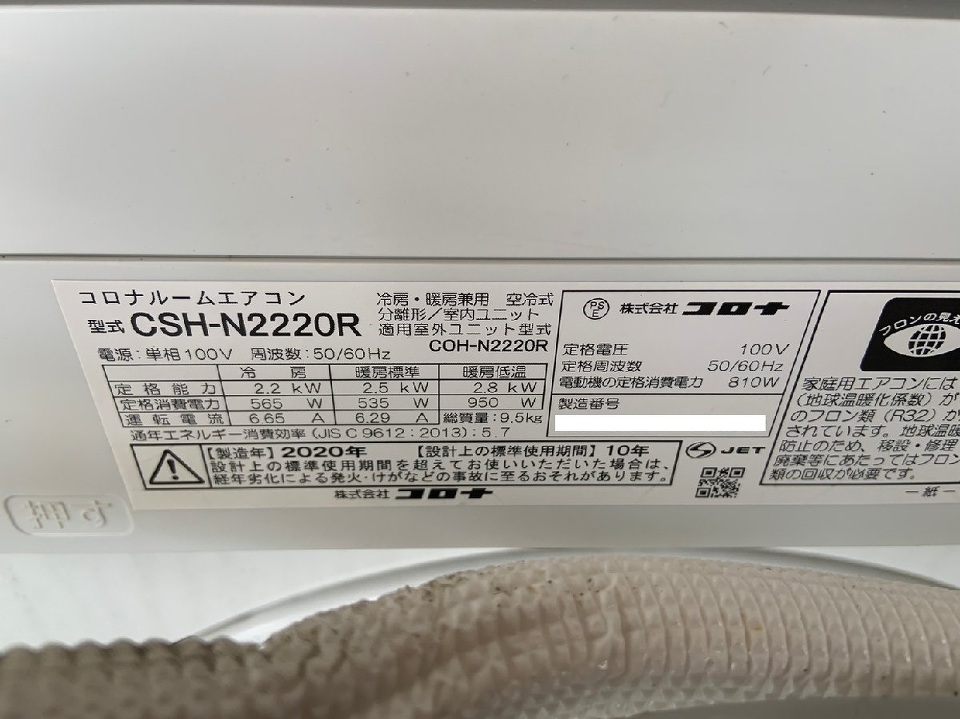 コロナルームエアコン
型式 CSH-N2220R
冷房・暖房兼用 空冷式
分離形／室内ユニット
適用室外ユニット型式
COH-N2220R
電源：単相100V 周波数：50/60Hz
冷房 暖房標準 暖房低温
定格能力 2.2 kW 2.5 kW 2.8 kW
定格消費電力 565 W 535 W 950 W
運転電流 6.65 A 6.29 A 総質量：9.5kg
通年エネルギー消費効率(JIS C 9612：2013)：5.7
PS E 株式会社 コロナ
定格電圧 100V
定格周波数 50/60Hz
電動機の定格消費電力 810W
製造番号
【製造年】2020年 【設計上の標準使用期間】10年
設計上の標準使用期間を超えてお使いいただいた場合は、
経年劣化による発火・けがなどの事故に至るおそれがあります。
株式会社 コロナ
JET
フロンの見え
家庭用エアコンには
(地球温暖化係数)が
のフロン類(R32)が
されています。地球温暖
防止のため、移設・修理
廃棄等にあたってはフロン
類の回収が必要です。
－紙－
押す